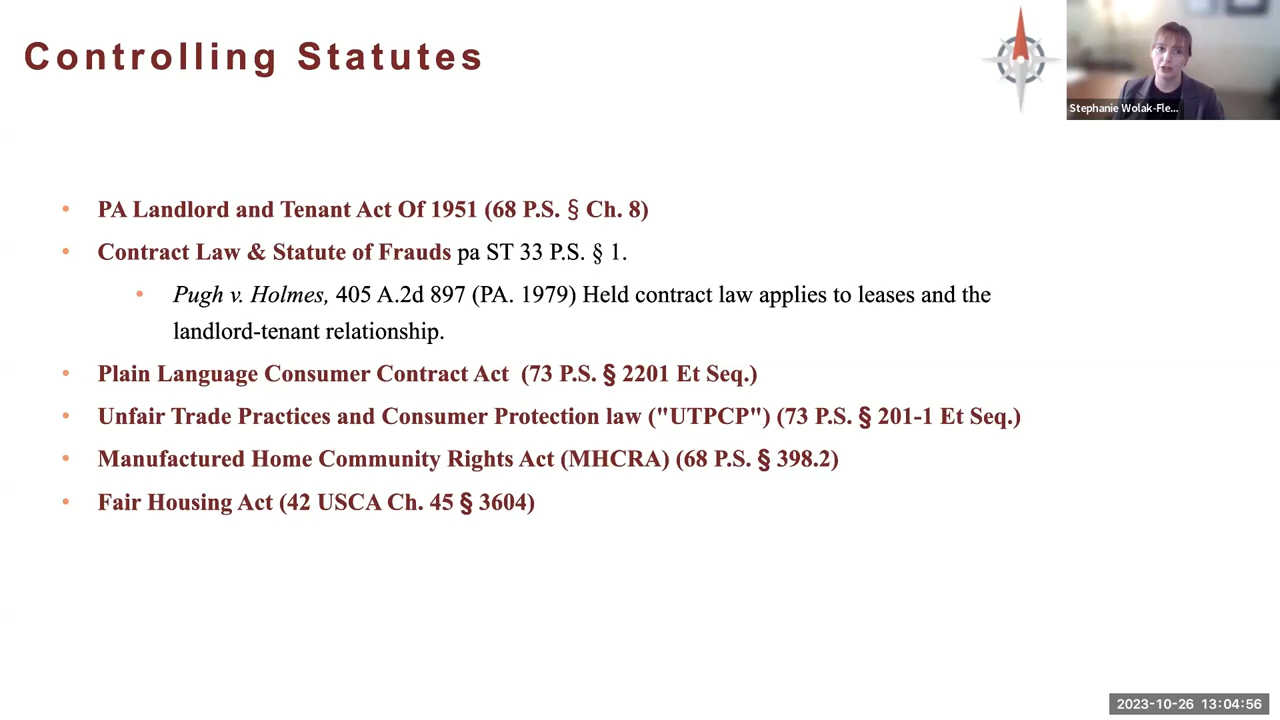 Controlling Statutes
Stephanie Wolak-Fle...
• PA Landlord and Tenant Act Of 1951 (68 P.S. § Ch. 8)
• Contract Law & Statute of Frauds pa ST 33 P.S. § 1.
• Pugh v. Holmes, 405 A.2d 897 (PA. 1979) Held contract law applies to leases and the
landlord-tenant relationship.
• Plain Language Consumer Contract Act (73 P.S. § 2201 Et Seq.)
• Unfair Trade Practices and Consumer Protection law ("UTPCP") (73 P.S. § 201-1 Et Seq.)
• Manufactured Home Community Rights Act (MHCRA) (68 P.S. § 398.2)
• Fair Housing Act (42 USCA Ch. 45 § 3604)
2023-10-26 13:04:56